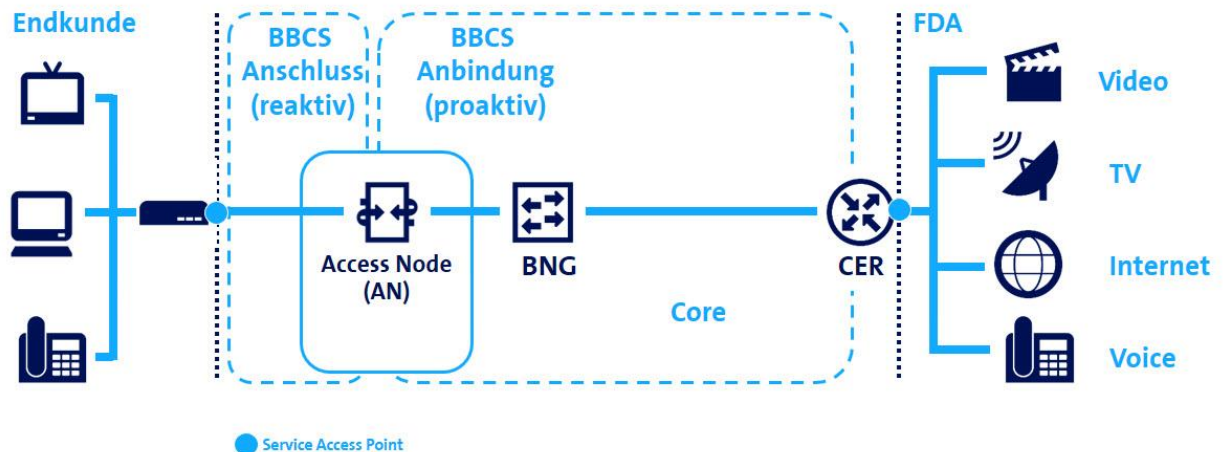 Endkunde
BBCS
Anschluss
(reaktiv)
BBCS
Anbindung
(proaktiv)
FDA
Video
TV
Access Node
(AN)
BNG
CER
Internet
Core
Voice
Service Access Point